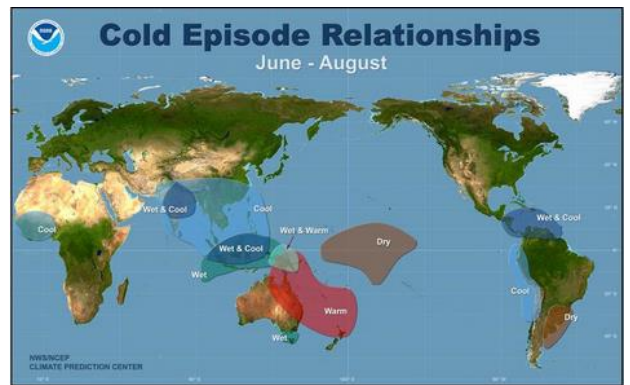 NOAA
Cold Episode Relationships
June - August
Cool
Wet & Cool
Cool
Wet & Warm
Wet & Cool
Wet
Dry
Warm
Wet
Wet & Cool
Cool
Dry
NWS/NCEP
CLIMATE PREDICTION CENTER